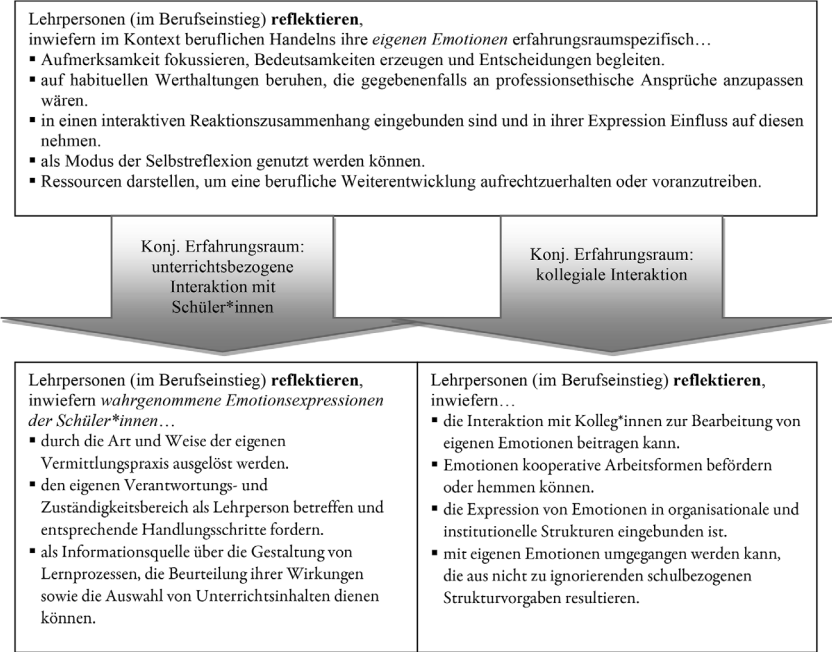 Lehrpersonen (im Berufseinstieg) reflektieren,
inwiefern im Kontext beruflichen Handelns ihre eigenen Emotionen erfahrungsraumspezifisch…
▪ Aufmerksamkeit fokussieren, Bedeutsamkeiten erzeugen und Entscheidungen begleiten.
▪ auf habituellen Werthaltungen beruhen, die gegebenenfalls an professionsethische Ansprüche anzupassen
wären.
▪ in einen interaktiven Reaktionszusammenhang eingebunden sind und in ihrer Expression Einfluss auf diesen
nehmen.
▪ als Modus der Selbstreflexion genutzt werden können.
▪ Ressourcen darstellen, um eine berufliche Weiterentwicklung aufrechtzuerhalten oder voranzutreiben.
Konj. Erfahrungsraum:
unterrichtsbezogene
Interaktion mit
Schüler*innen
Konj. Erfahrungsraum:
kollegiale Interaktion
Lehrpersonen (im Berufseinstieg) reflektieren,
inwiefern wahrgenommene Emotionsexpressionen
der Schüler*innen…
▪ durch die Art und Weise der eigenen
Vermittlungspraxis ausgelöst werden.
▪ den eigenen Verantwortungs- und
Zuständigkeitsbereich als Lehrperson betreffen und
entsprechende Handlungsschritte fordern.
▪ als Informationsquelle über die Gestaltung von
Lernprozessen, die Beurteilung ihrer Wirkungen
sowie die Auswahl von Unterrichtsinhalten dienen
können.
Lehrpersonen (im Berufseinstieg) reflektieren,
inwiefern…
▪ die Interaktion mit Kolleg*innen zur Bearbeitung von
eigenen Emotionen beitragen kann.
▪ Emotionen kooperative Arbeitsformen befördern
oder hemmen können.
▪ die Expression von Emotionen in organisationale und
institutionelle Strukturen eingebunden ist.
▪ mit eigenen Emotionen umgegangen werden kann,
die aus nicht zu ignorierenden schulbezogenen
Strukturvorgaben resultieren.